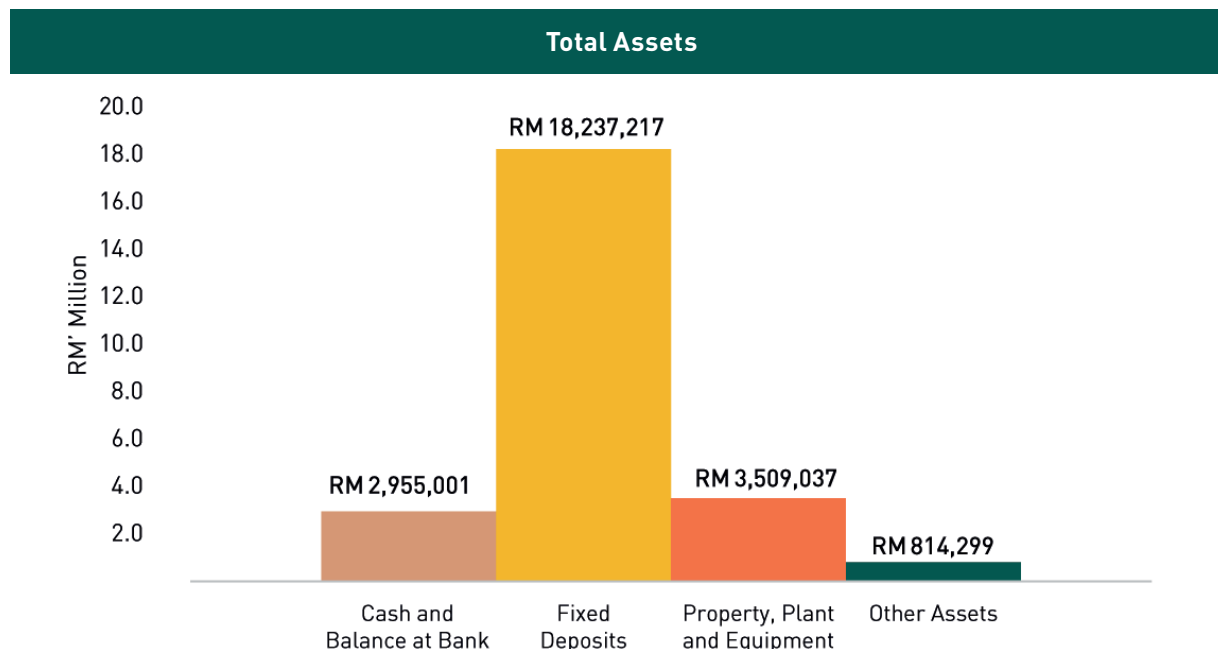 Total Assets
RM' Million
20.0
18.0
16.0
14.0
12.0
10.0
8.0
6.0
4.0
2.0
RM 2,955,001
RM 18,237,217
RM 3,509,037
RM 814,299
Cash and
Balance at Bank
Fixed
Deposits
Property, Plant
and Equipment
Other Assets